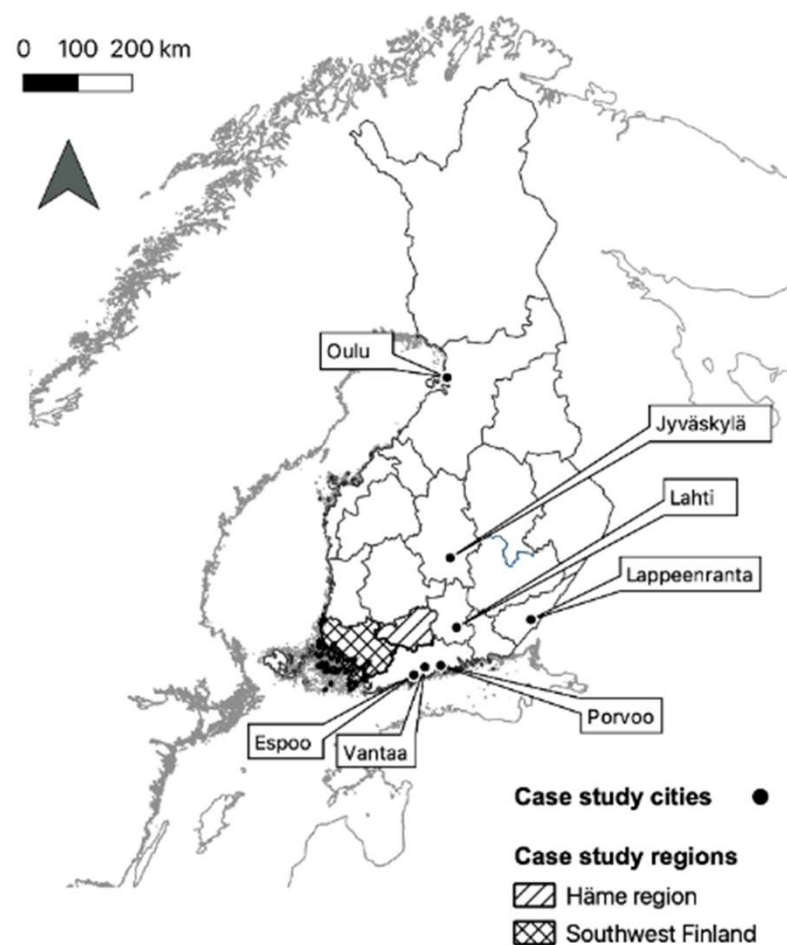 0 100 200 km
Oulu
Jyväskylä
Lahti
Lappeenranta
Porvoo
Espoo
Vantaa
Case study cities
Case study regions
Häme region
Southwest Finland